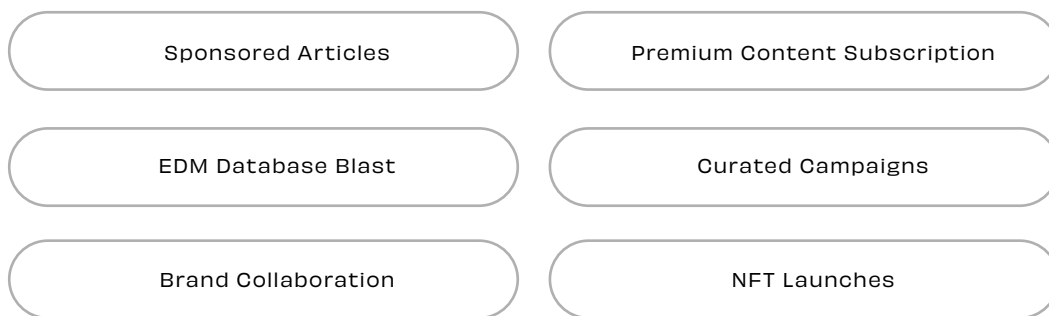 Sponsored Articles
Premium Content Subscription
EDM Database Blast
Curated Campaigns
Brand Collaboration
NFT Launches